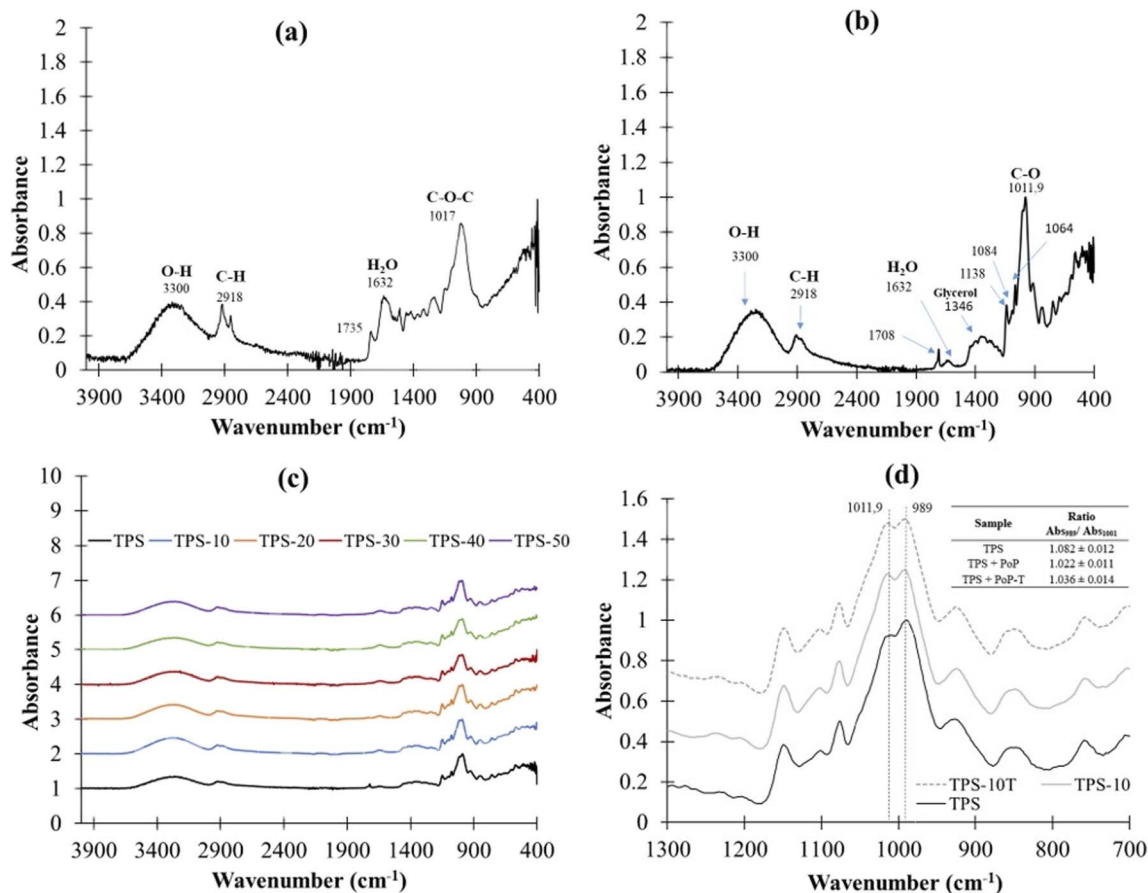 (a)
2
1.8
1.6
1.4
1.2
1
0.8
0.6
0.4
0.2
0
Absorbance
O-H
3300
C-H
2918
1735
H₂O
1632
C-O-C
1017
3900 3400 2900 2400 1900 1400 900 400
Wavenumber (cm⁻¹)
(b)
2
1.8
1.6
1.4
1.2
1
0.8
0.6
0.4
0.2
0
Absorbance
O-H
3300
C-H
2918
1708
H₂O
1632
Glycerol
1346
1138
1084
C-O
1011,9
1064
3900 3400 2900 2400 1900 1400 900 400
Wavenumber (cm⁻¹)
(c)
10
9
8
7
6
5
4
3
2
1
0
Absorbance
TPS TPS-10 TPS-20 TPS-30 TPS-40 TPS-50
3900 3400 2900 2400 1900 1400 900 400
Wavenumber (cm⁻¹)
(d)
1.6
1.4
1.2
1
0.8
0.6
0.4
0.2
0
Absorbance
1011,9 989
Sample Ratio Abs₉₈₉/ Abs₁₀₀₁
TPS 1.082 ± 0.012
TPS + PoP 1.022 ± 0.011
TPS + PoP-T 1.036 ± 0.014
TPS-10T TPS-10
TPS
1300 1200 1100 1000 900 800 700
Wavenumber (cm⁻¹)